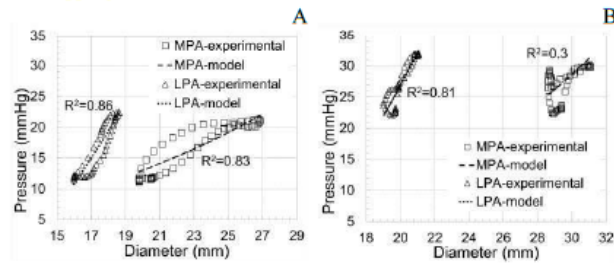 A
Pressure (mmHg)
35
30
25
20
15
10
5
MPA-experimental
MPA-model
LPA-experimental
LPA-model
R²=0.86
R²=0.83
15 17 19 21 23 25 27 29
Diameter (mm)
B
Pressure (mmHg)
35
30
25
20
15
10
5
R²=0.3
R²=0.81
MPA-experimental
MPA-model
LPA-experimental
LPA-model
18 20 22 24 26 28 30 32
Diameter (mm)